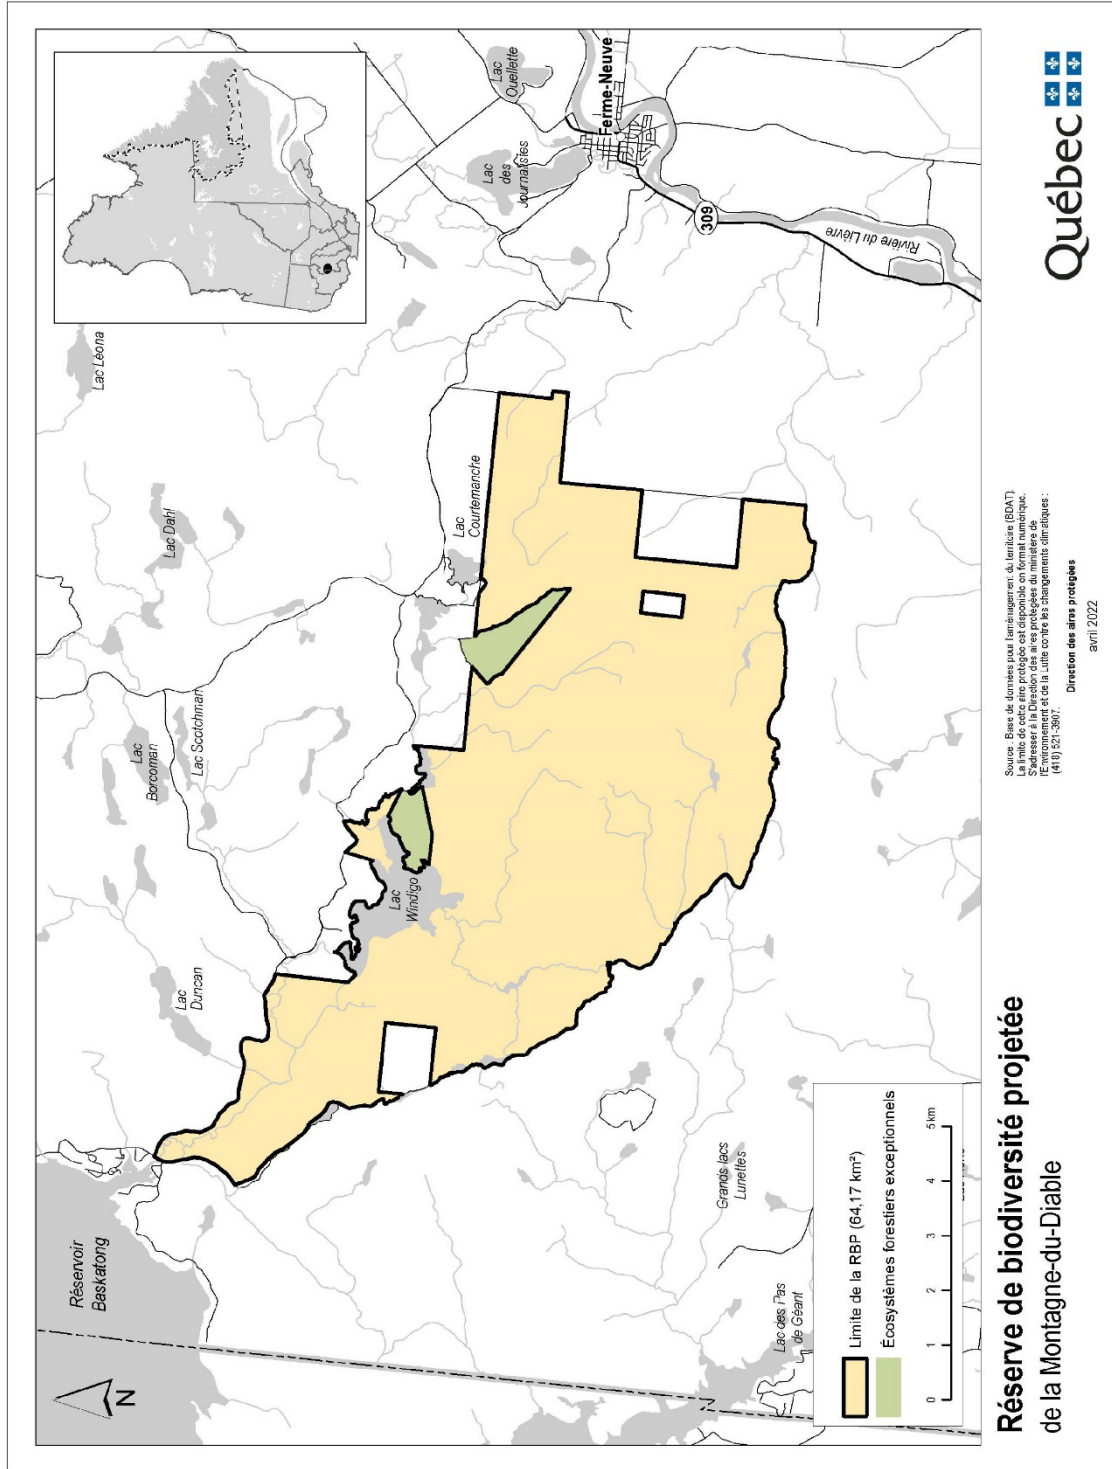 Réservoir
Baskatong
N
Lac
Duncan
Lac
Borcoman
Lac Scotchman
Lac Dahl
Lac Léona
Lac
Windigo
Lac
Courtemanche
Lac
Ouellette
Lac
des
Journalistes
Ferme-Neuve
309
Rivière du Lièvre
Grands lacs
Lunettes
Lac des Pas
de Géant
Limite de la RBP (64,17 km²)
Écosystèmes forestiers exceptionnels
0 1 2 3 4 5 km
Réserve de biodiversité projetée
de la Montagne-du-Diable
Source : Base de données pour l'aménagement du territoire (BDAT).
La limite de cette aire protégée est disponible en format numérique.
S'adresser à la Direction des aires protégées du ministère de
l'Environnement et de la Lutte contre les changements climatiques :
(418) 521-3907.
Direction des aires protégées
avril 2022
Québec